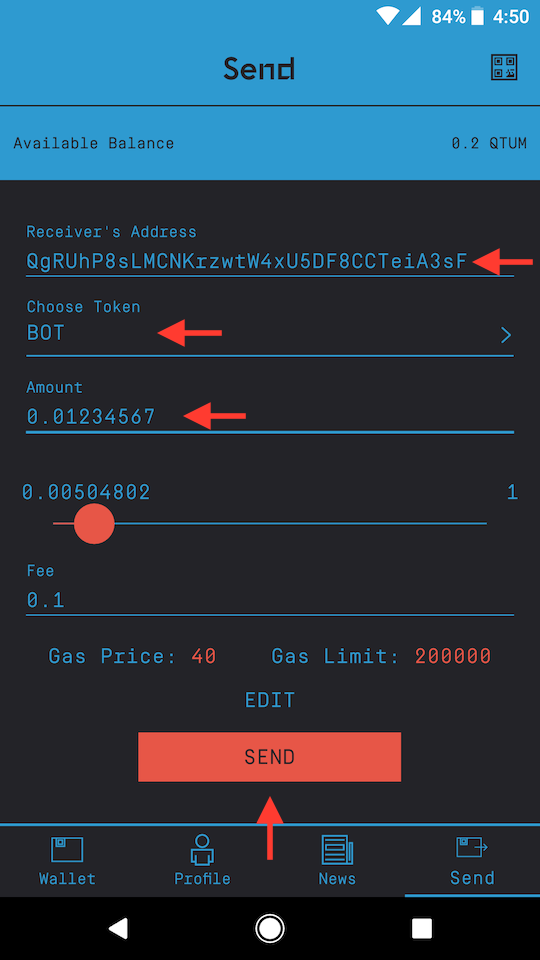 84% 4:50
Send
Available Balance 0.2 QTUM
Receiver's Address
QgRUhP8sLMCNKrzwtW4xU5DF8CCTeiA3sF
Choose Token
BOT
Amount
0.01234567
0.00504802 1
Fee
0.1
Gas Price: 40 Gas Limit: 200000
EDIT
SEND
Wallet Profile News Send